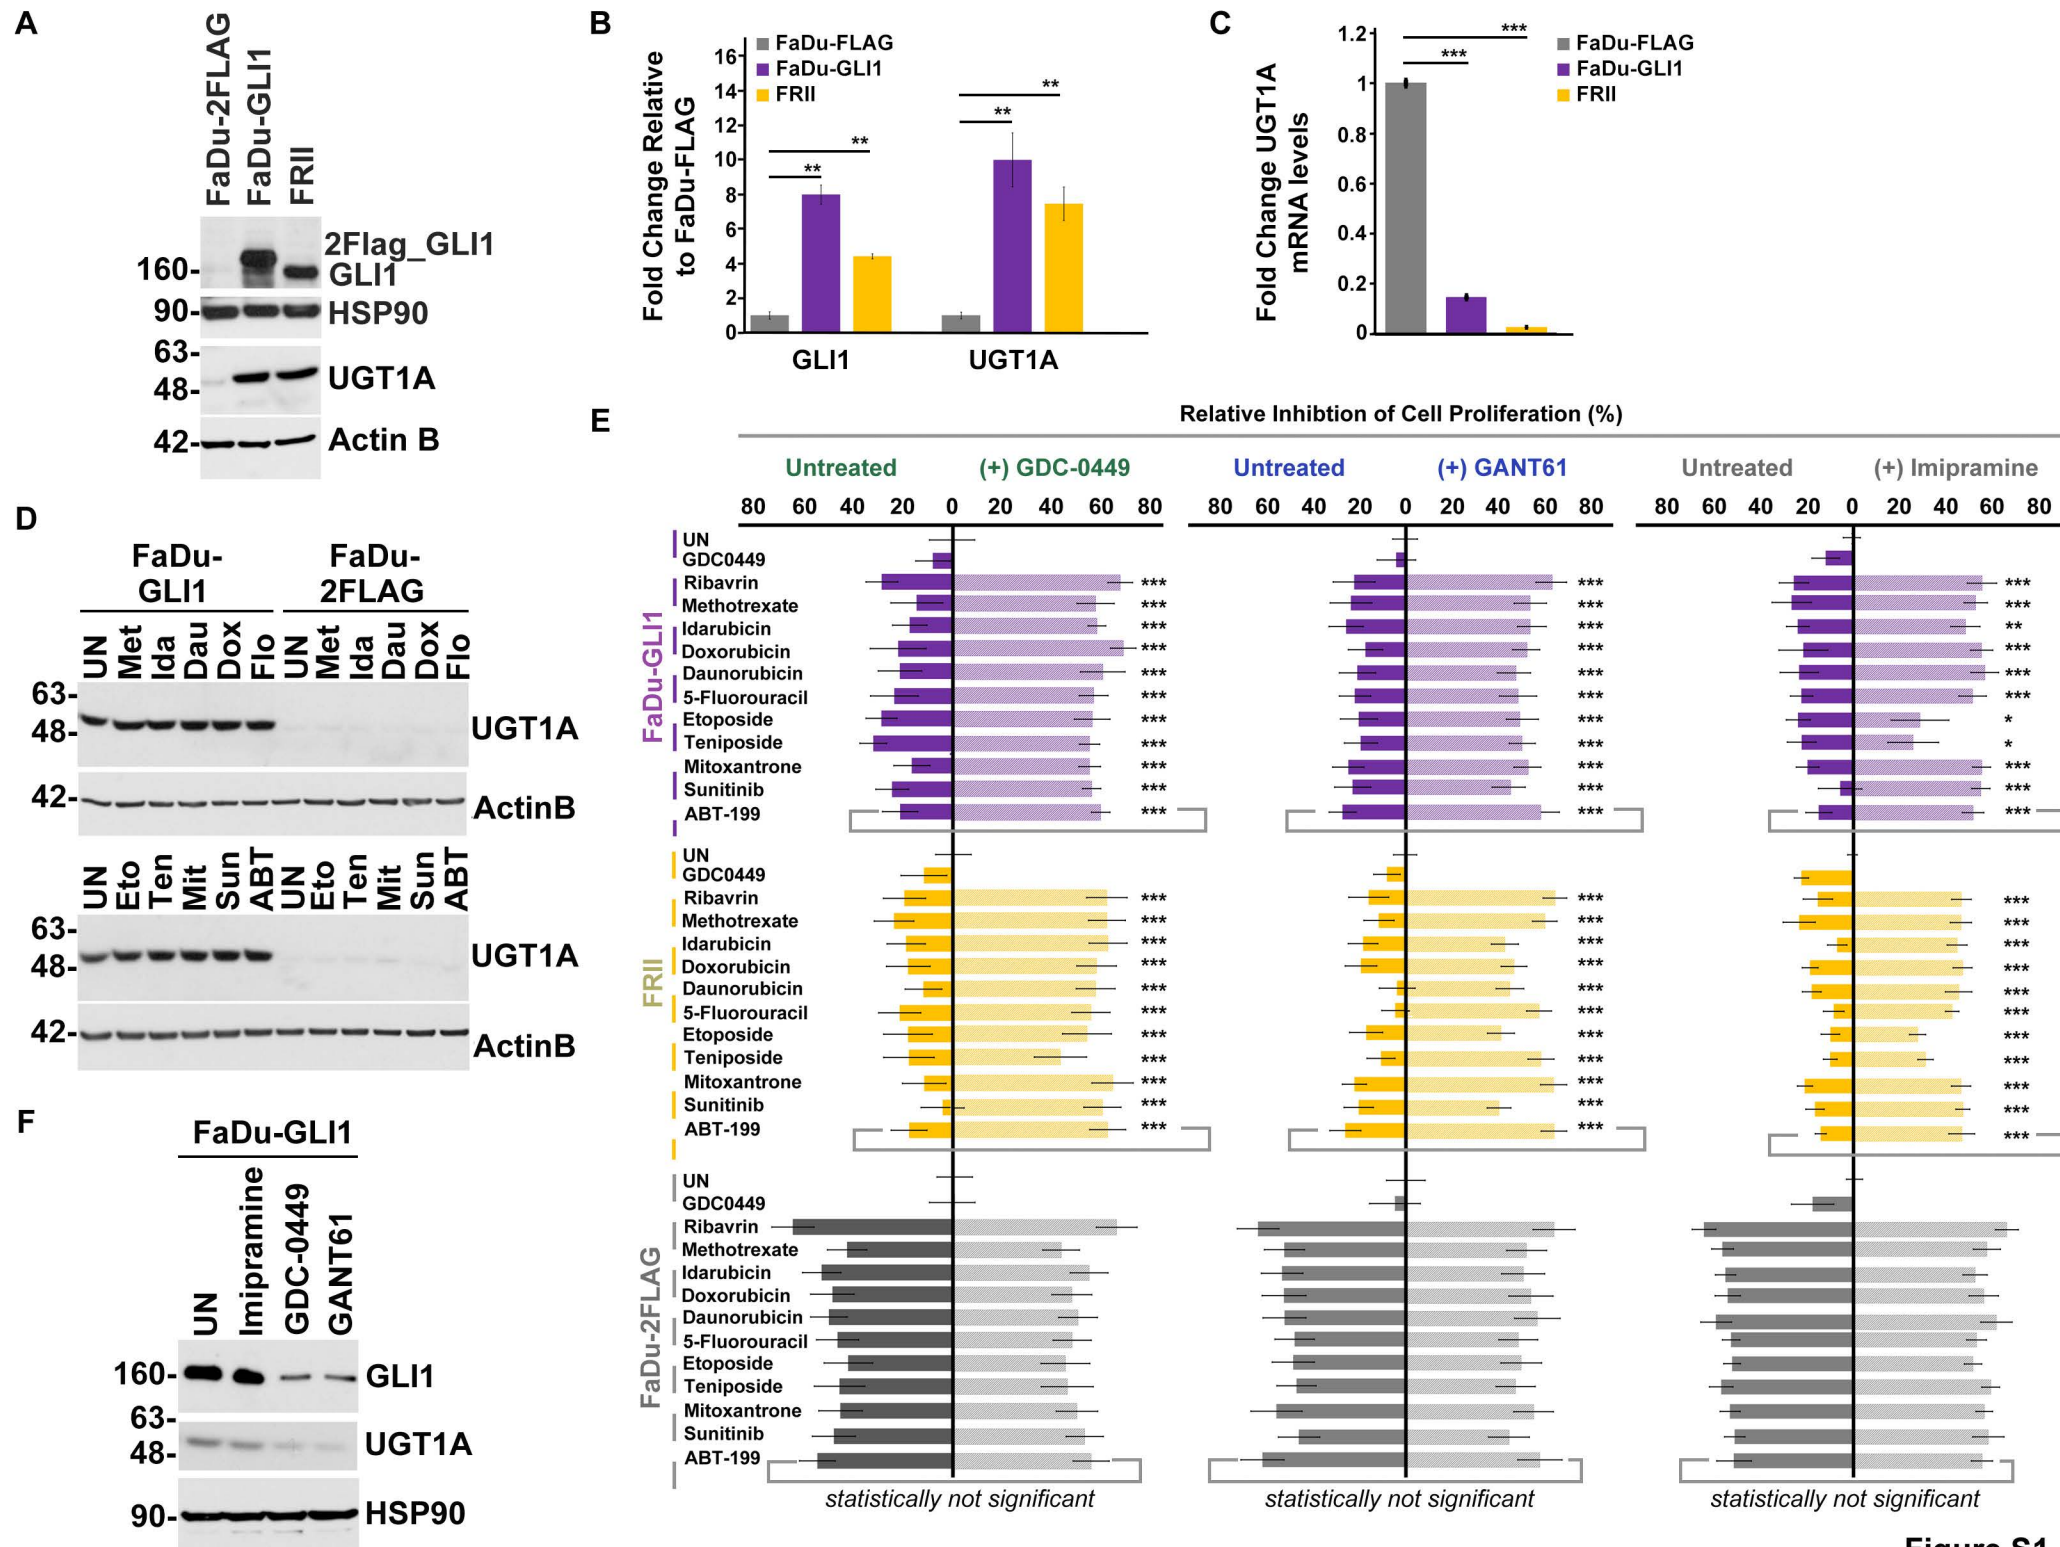 A
FaDu-2FLAG
FaDu-GLI1
FRII
160-
2Flag_GLI1
GLI1
90-
HSP90
63-
48-
UGT1A
42-
Actin B
B
Fold Change Relative
to FaDu-FLAG
FaDu-FLAG
FaDu-GLI1
FRII
16
14
12
10
8
6
4
2
0
**
**
**
**
GLI1
UGT1A
C
Fold Change UGT1A
mRNA levels
FaDu-FLAG
FaDu-GLI1
FRII
1.2
1
0.8
0.6
0.4
0.2
0
***
***
D
FaDu-
GLI1
FaDu-
2FLAG
UN Met Ida Dau Dox Flo UN Met Ida Dau Dox Flo
63-
48-
UGT1A
42-
ActinB
UN Eto Ten Mit Sun ABT UN Eto Ten Mit Sun ABT
63-
48-
UGT1A
42-
ActinB
E
Relative Inhibtion of Cell Proliferation (%)
Untreated (+) GDC-0449 Untreated (+) GANT61 Untreated (+) Imipramine
80 60 40 20 0 20 40 60 80 80 60 40 20 0 20 40 60 80 80 60 40 20 0 20 40 60 80
FaDu-GLI1
UN
GDC0449
Ribavrin *** *** ***
Methotrexate *** *** ***
Idarubicin *** *** **
Doxorubicin *** *** ***
Daunorubicin *** *** ***
5-Fluorouracil *** *** ***
Etoposide *** *** *
Teniposide *** *** *
Mitoxantrone *** *** ***
Sunitinib *** *** ***
ABT-199 *** *** ***
FRII
UN
GDC0449
Ribavrin *** *** ***
Methotrexate *** *** ***
Idarubicin *** *** ***
Doxorubicin *** *** ***
Daunorubicin *** *** ***
5-Fluorouracil *** *** ***
Etoposide *** *** ***
Teniposide *** *** ***
Mitoxantrone *** *** ***
Sunitinib *** *** ***
ABT-199 *** *** ***
FaDu-2FLAG
UN
GDC0449
Ribavrin
Methotrexate
Idarubicin
Doxorubicin
Daunorubicin
5-Fluorouracil
Etoposide
Teniposide
Mitoxantrone
Sunitinib
ABT-199
statistically not significant statistically not significant statistically not significant
F
FaDu-GLI1
UN
Imipramine
GDC-0449
GANT61
160-
GLI1
63-
48-
UGT1A
90-
HSP90
Figure S1